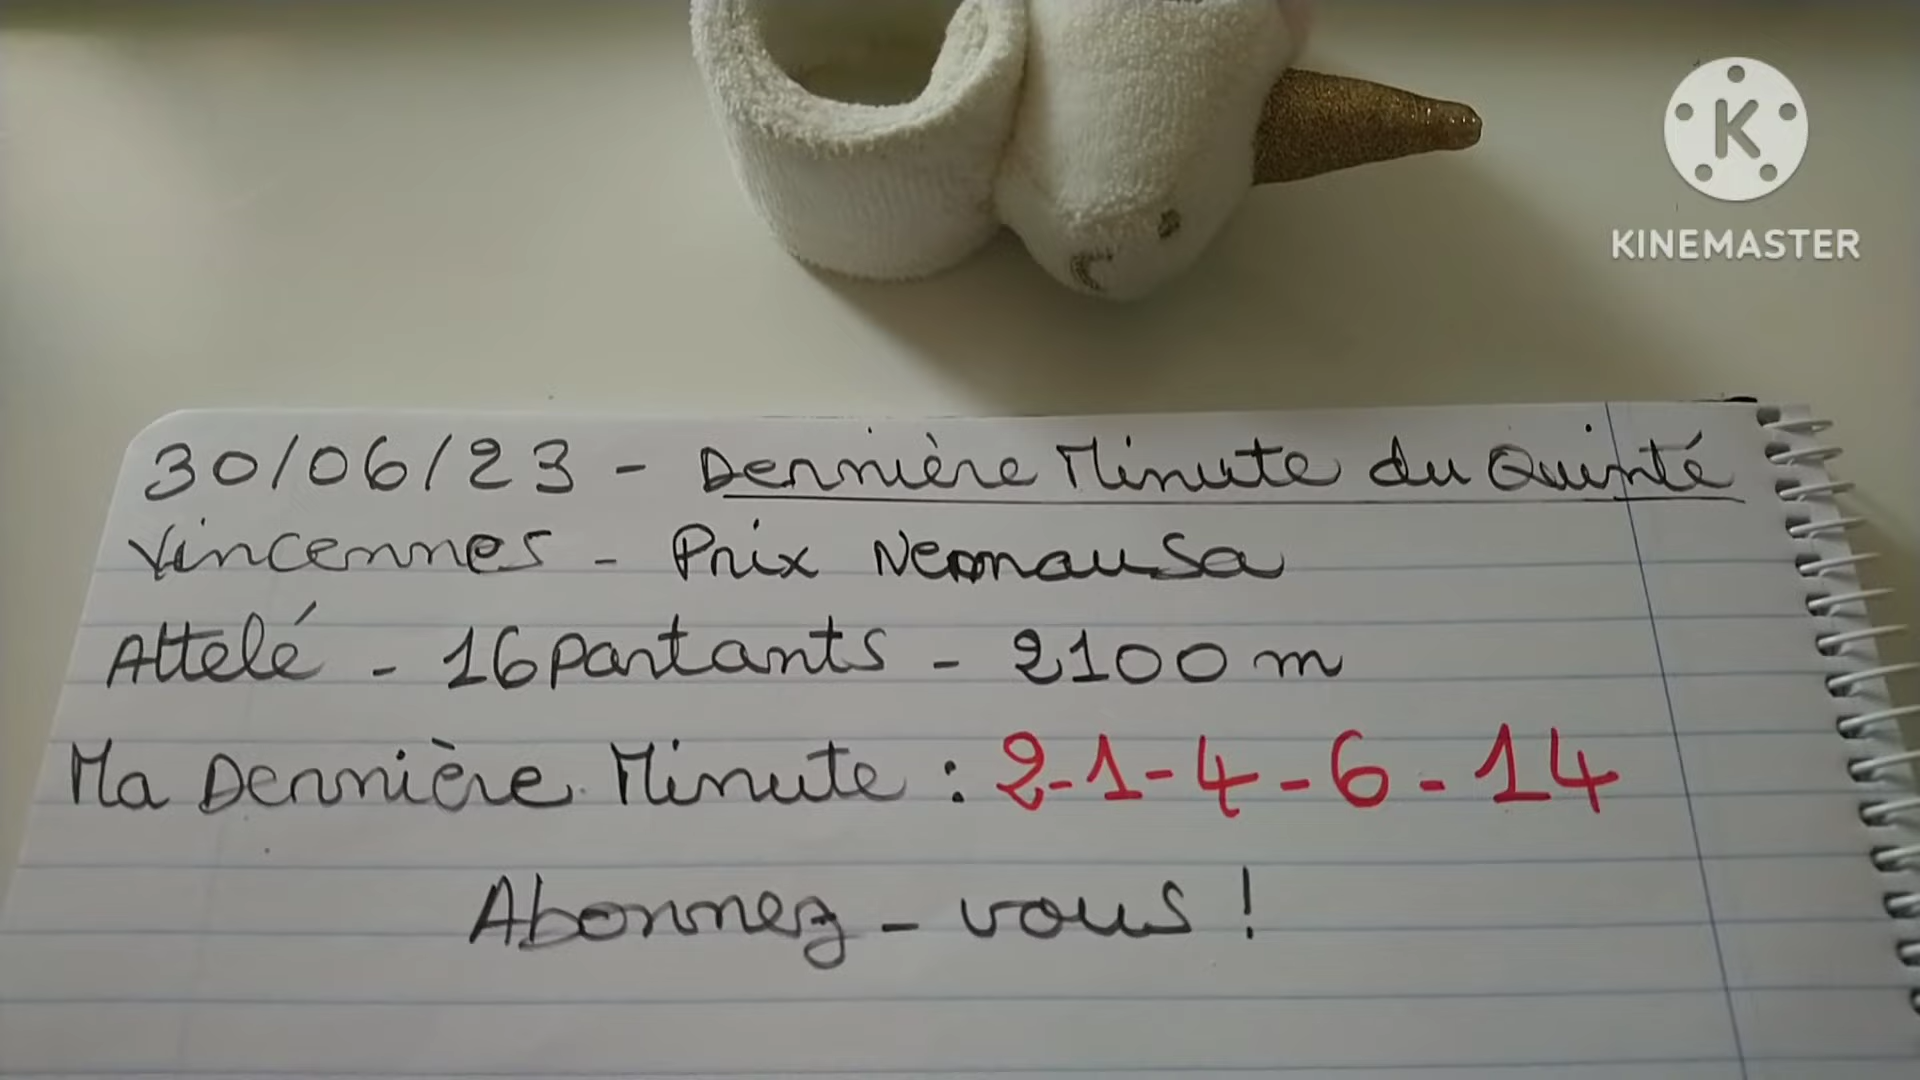 KINEMASTER
30/06/23 - Dernière Minute du Quinté
Vincennes - Prix Nemausa
Attelé - 16 partants - 2100 m
Ma Dernière Minute : 2-1-4-6-14
Abonnez-vous !